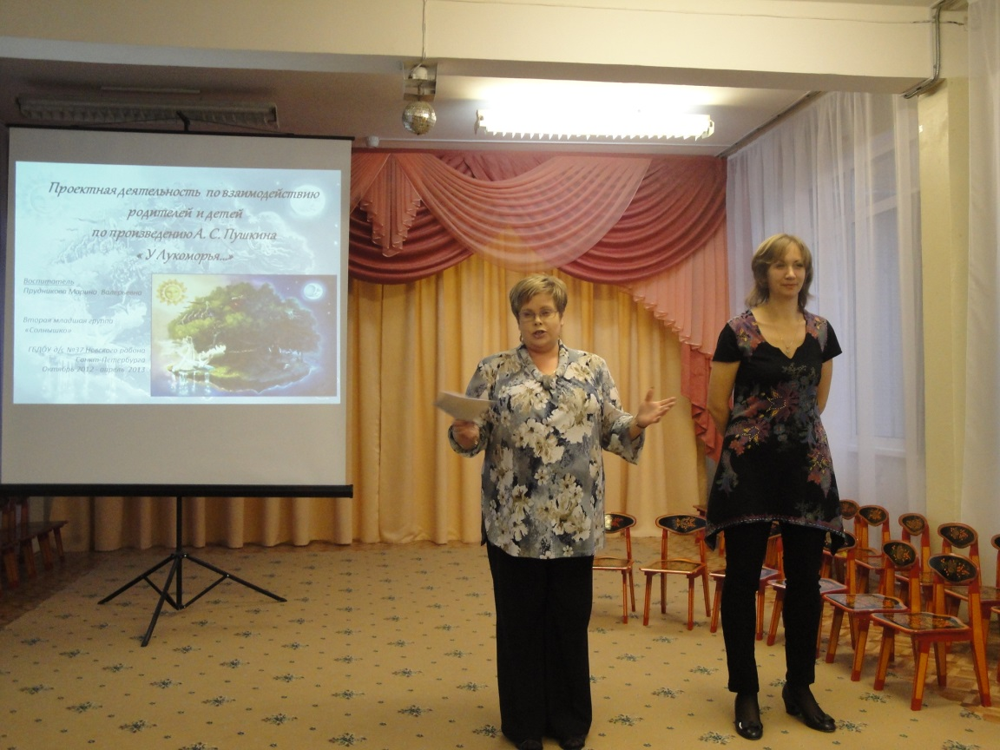 Проектная деятельность по взаимодействию
родителей и детей
по произведению А. С. Пушкина
« У Лукоморья...»
Воспитатель
Прудникова Марина Валерьевна
Вторая младшая группа
«Солнышко»
ГБДОУ д/с №37 Невского района
Санкт-Петербурга
Октябрь 2012 - апрель 2013